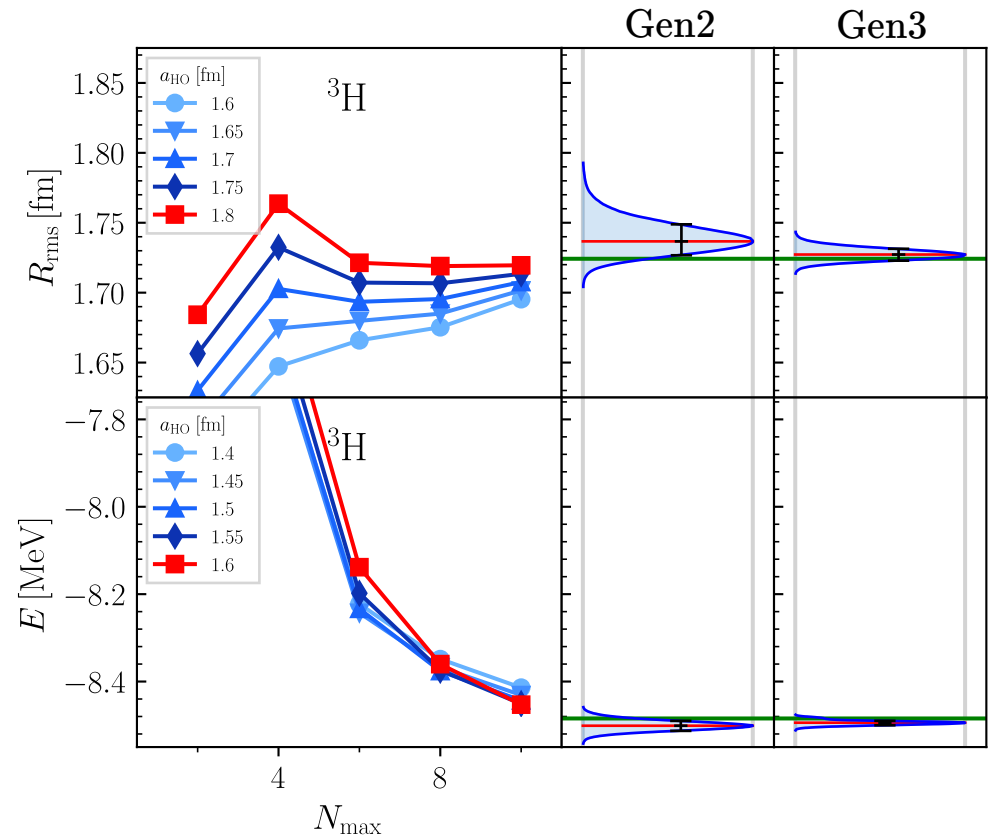 Gen2 Gen3
a_HO [fm]
1.6
1.65
1.7
1.75
1.8
³H
1.85
1.80
1.75
1.70
1.65
R_rms [fm]
a_HO [fm]
1.4
1.45
1.5
1.55
1.6
³H
−7.8
−8.0
−8.2
−8.4
E [MeV]
4 8
N_max